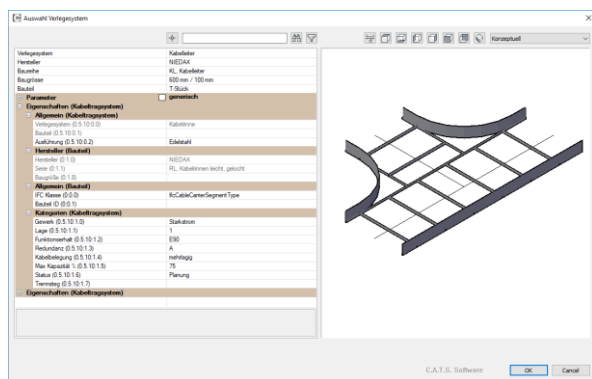 Auswahl Verlegesystem
Konzeptuell
Verlegesystem Kabelleiter
Hersteller NIEDAX
Baureihe KL, Kabelleiter
Baugrösse 600 mm / 100 mm
Bauteil T-Stück
Parameter generisch
Eigenschaften (Kabeltragsystem)
Allgemein (Kabeltragsystem)
Verlegesystem (0.5.10:0.0) Kabelrinne
Bauteil (0.5.10:0.1)
Ausführung (0.5.10:0.2) Edelstahl
Hersteller (Bauteil)
Hersteller (0:1.0) NIEDAX
Serie (0:1.1) RL, Kabelrinnen leicht, gelocht
Baugröße (0:1.3)
Allgemein (Bauteil)
IFC Klasse (0:0.0) IfcCableCarrierSegmentType
Bauteil ID (0:0.1)
Kategorien (Kabeltragsystem)
Gewerk (0.5.10:1.0) Starkstrom
Lage (0.5.10:1.1) 1
Funktionserhalt (0.5.10:1.2) E90
Redundanz (0.5.10:1.3) A
Kabelbelegung (0.5.10:1.4) mehrlagig
Max Kapazität % (0.5.10:1.5) 75
Status (0.5.10:1.6) Planung
Trennsteg (0.5.10:1.7)
Eigenschaften (Kabeltragsystem)
C.A.T.S. Software
OK
Cancel